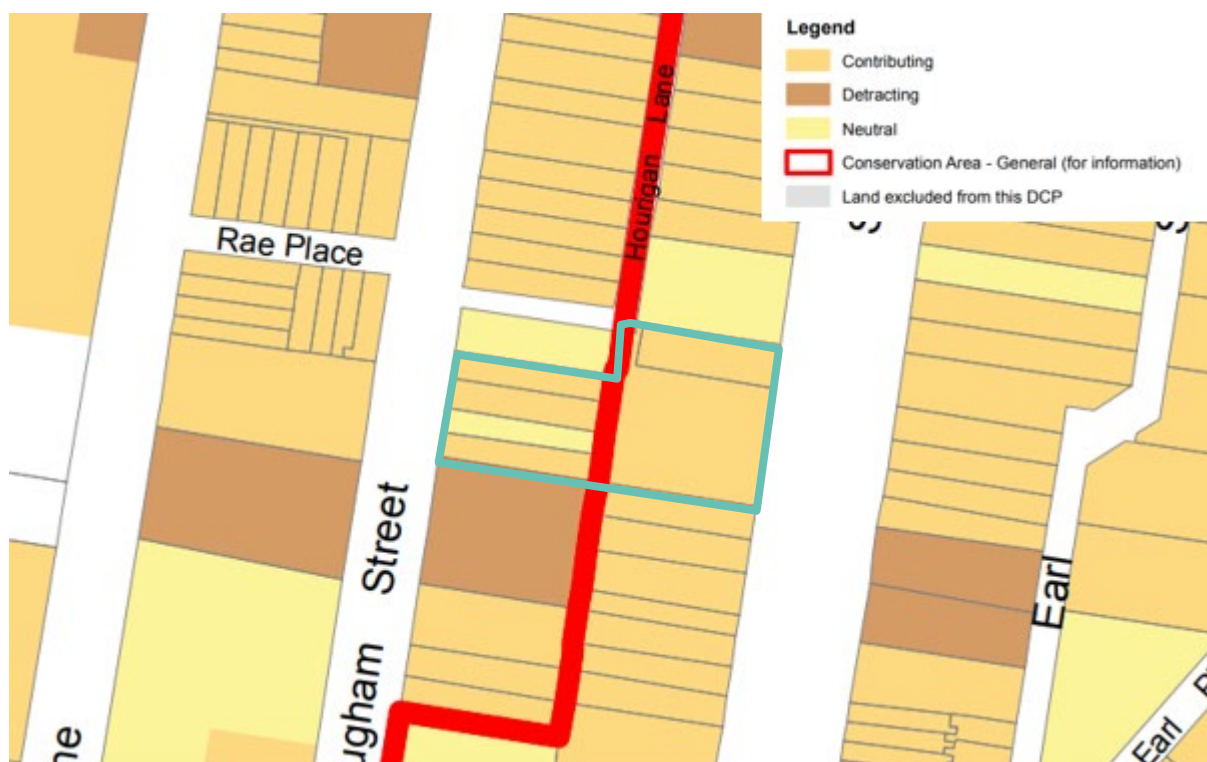 Legend
Contributing
Detracting
Neutral
Conservation Area - General (for information)
Land excluded from this DCP
Hourigan Lane
Rae Place
Street
Earl
Earl